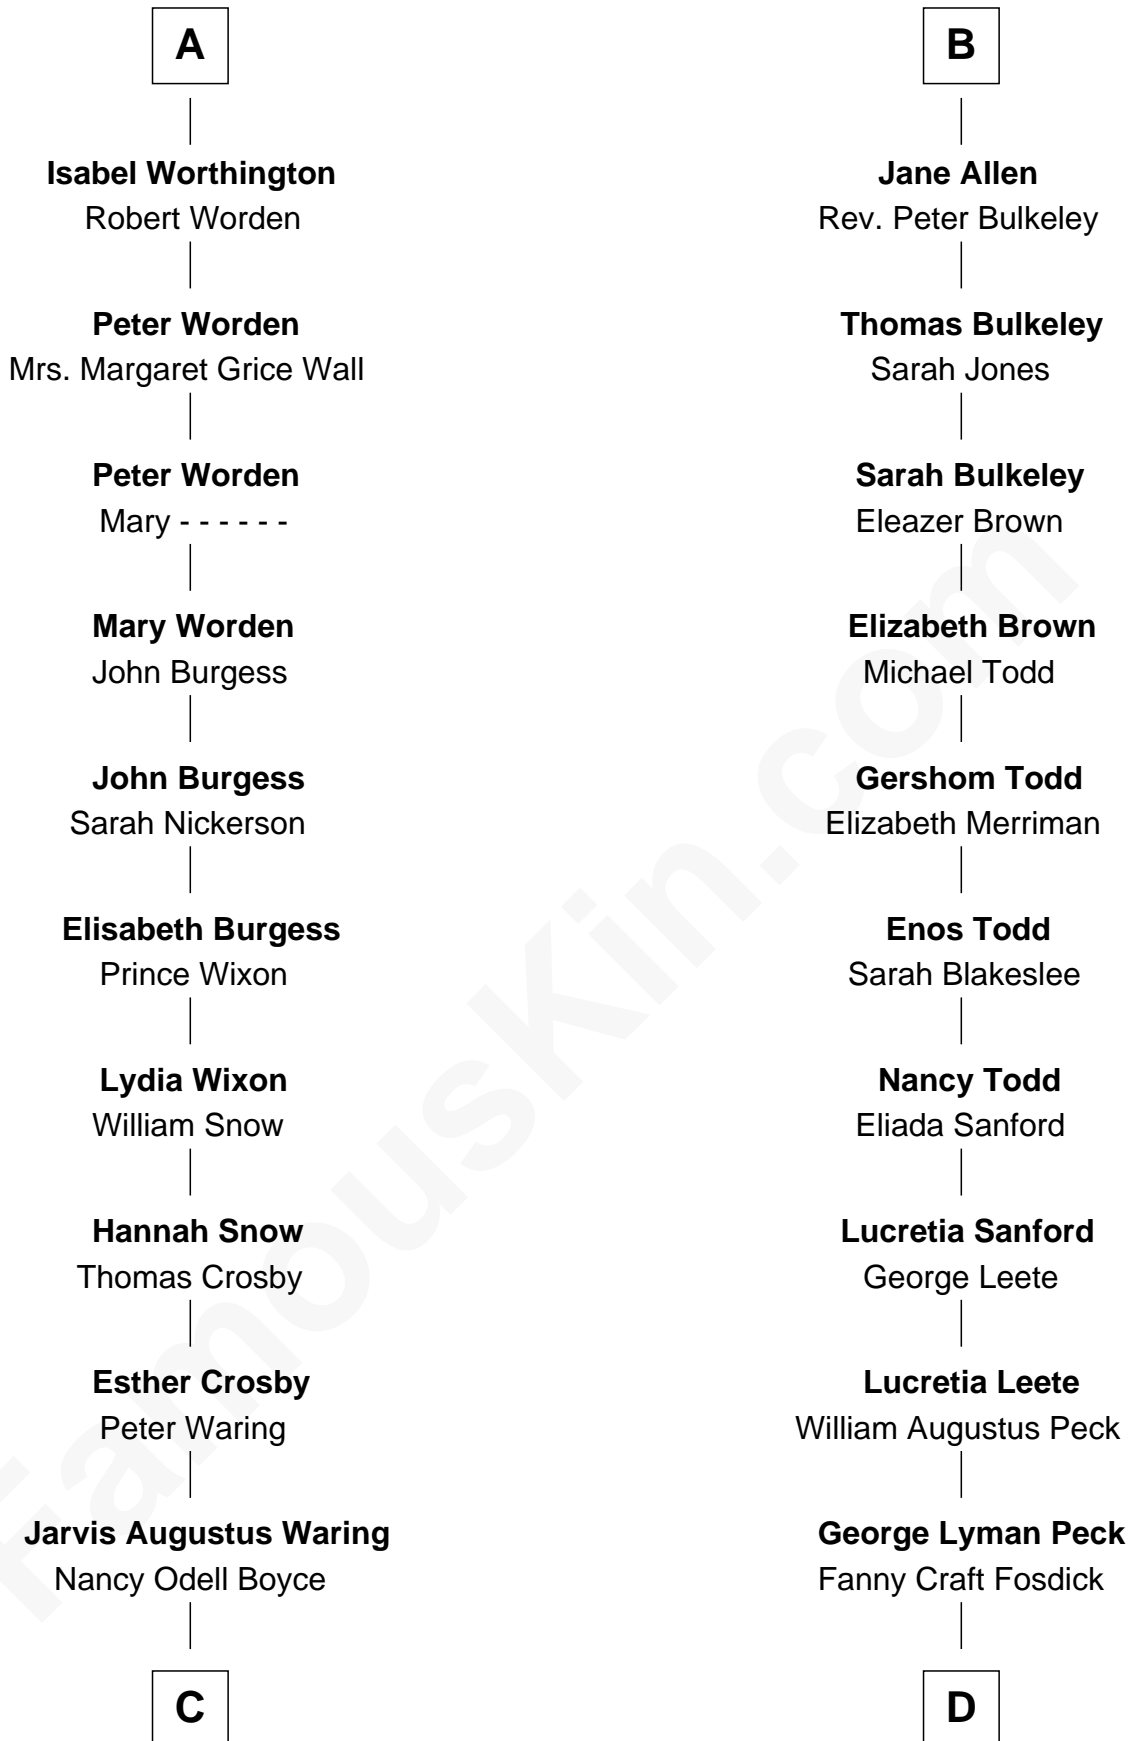 A
Isabel Worthington
Robert Worden
Peter Worden
Mrs. Margaret Grice Wall
Peter Worden
Mary - - - - - -
Mary Worden
John Burgess
John Burgess
Sarah Nickerson
Elisabeth Burgess
Prince Wixon
Lydia Wixon
William Snow
Hannah Snow
Thomas Crosby
Esther Crosby
Peter Waring
Jarvis Augustus Waring
Nancy Odell Boyce
C
B
Jane Allen
Rev. Peter Bulkeley
Thomas Bulkeley
Sarah Jones
Sarah Bulkeley
Eleazer Brown
Elizabeth Brown
Michael Todd
Gershom Todd
Elizabeth Merriman
Enos Todd
Sarah Blakeslee
Nancy Todd
Eliada Sanford
Lucretia Sanford
George Leete
Lucretia Leete
William Augustus Peck
George Lyman Peck
Fanny Craft Fosdick
D
FamousKin.com